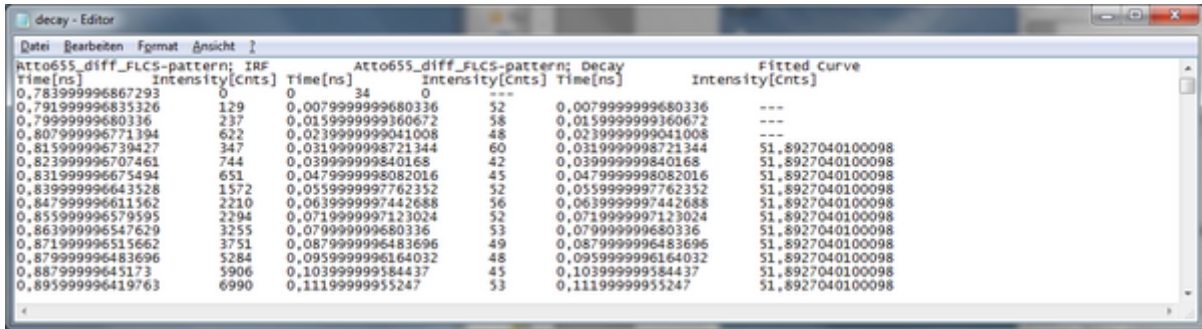 decay - Editor
Datei Bearbeiten Format Ansicht ?
Atto655_diff_FLCS-pattern; IRF Atto655_diff_FLCS-pattern; Decay Fitted Curve
Time[ns] Intensity[Cnts] Time[ns] Intensity[Cnts] Time[ns] Intensity[Cnts]
0,783999996867293 0 0 34 0 ---
0,791999996835326 129 0,0079999999680336 52 0,0079999999680336 ---
0,79999999680336 237 0,0159999999360672 58 0,0159999999360672 ---
0,807999996771394 622 0,0239999999041008 48 0,0239999999041008 ---
0,815999996739427 347 0,0319999998721344 60 0,0319999998721344 51,8927040100098
0,823999996707461 744 0,039999999840168 42 0,039999999840168 51,8927040100098
0,831999996675494 651 0,0479999998082016 45 0,0479999998082016 51,8927040100098
0,839999996643528 1572 0,0559999997762352 52 0,0559999997762352 51,8927040100098
0,847999996611562 2210 0,0639999997442688 56 0,0639999997442688 51,8927040100098
0,855999996579595 2294 0,0719999997123024 52 0,0719999997123024 51,8927040100098
0,863999996547629 3255 0,079999999680336 53 0,079999999680336 51,8927040100098
0,871999996515662 3751 0,0879999996483696 49 0,0879999996483696 51,8927040100098
0,879999996483696 5284 0,0959999996164032 48 0,0959999996164032 51,8927040100098
0,88799999645173 5906 0,103999999584437 45 0,103999999584437 51,8927040100098
0,895999996419763 6990 0,11199999955247 53 0,11199999955247 51,8927040100098